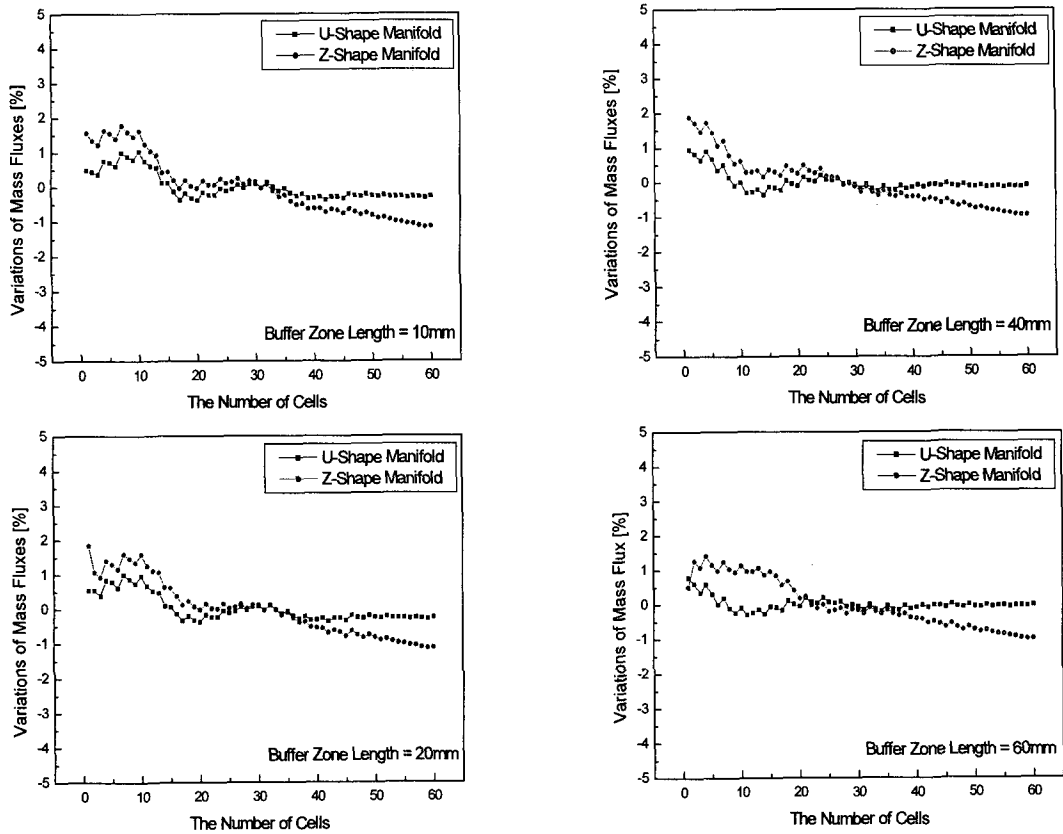 5
4
3
2
1
0
-1
-2
-3
-4
-5
Variations of Mass Fluxes [%]
U-Shape Manifold
Z-Shape Manifold
Buffer Zone Length = 10mm
0 10 20 30 40 50 60
The Number of Cells
5
4
3
2
1
0
-1
-2
-3
-4
-5
Variations of Mass Fluxes [%]
U-Shape Manifold
Z-Shape Manifold
Buffer Zone Length = 40mm
0 10 20 30 40 50 60
The Number of Cells
5
4
3
2
1
0
-1
-2
-3
-4
-5
Variations of Mass Fluxes [%]
U-Shape Manifold
Z-Shape Manifold
Buffer Zone Length = 20mm
0 10 20 30 40 50 60
The Number of Cells
5
4
3
2
1
0
-1
-2
-3
-4
-5
Variations of Mass Flux [%]
U-Shape Manifold
Z-Shape Manifold
Buffer Zone Length = 60mm
0 10 20 30 40 50 60
The Number of Cells